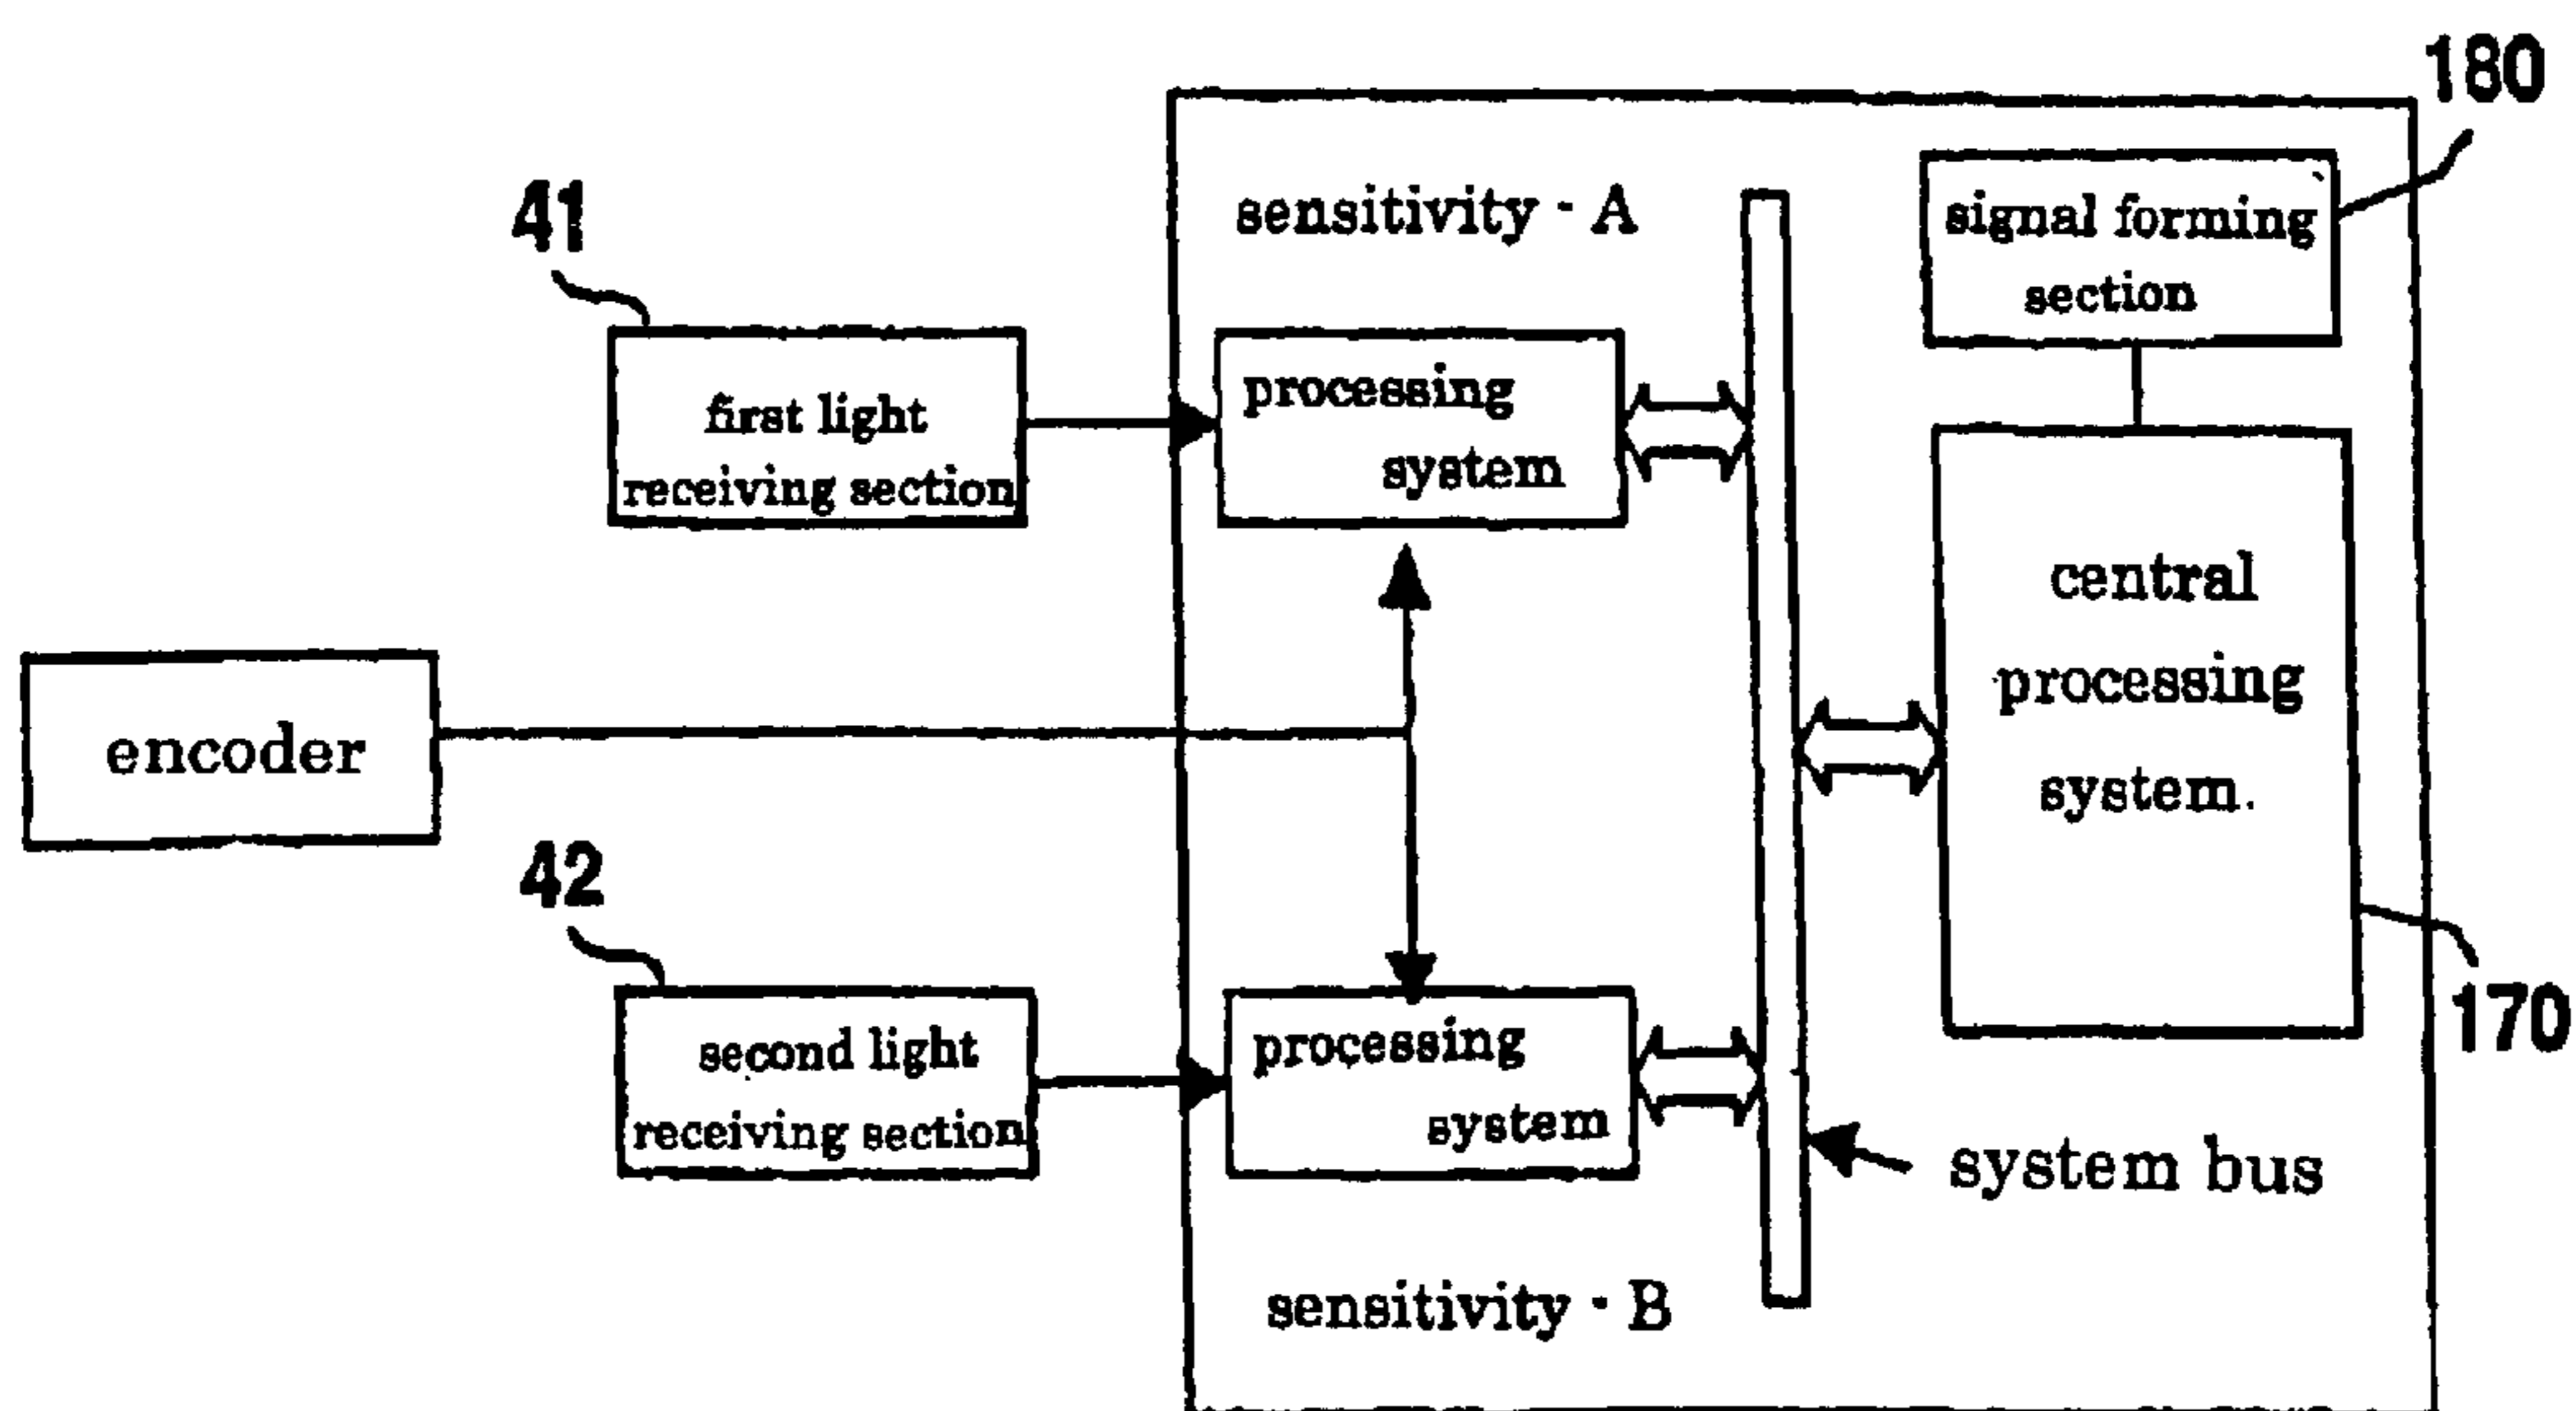 180
sensitivity - A
signal forming
section
41
first light
receiving section
processing
system
central
processing
system.
encoder
42
second light
receiving section
processing
system
170
system bus
sensitivity - B